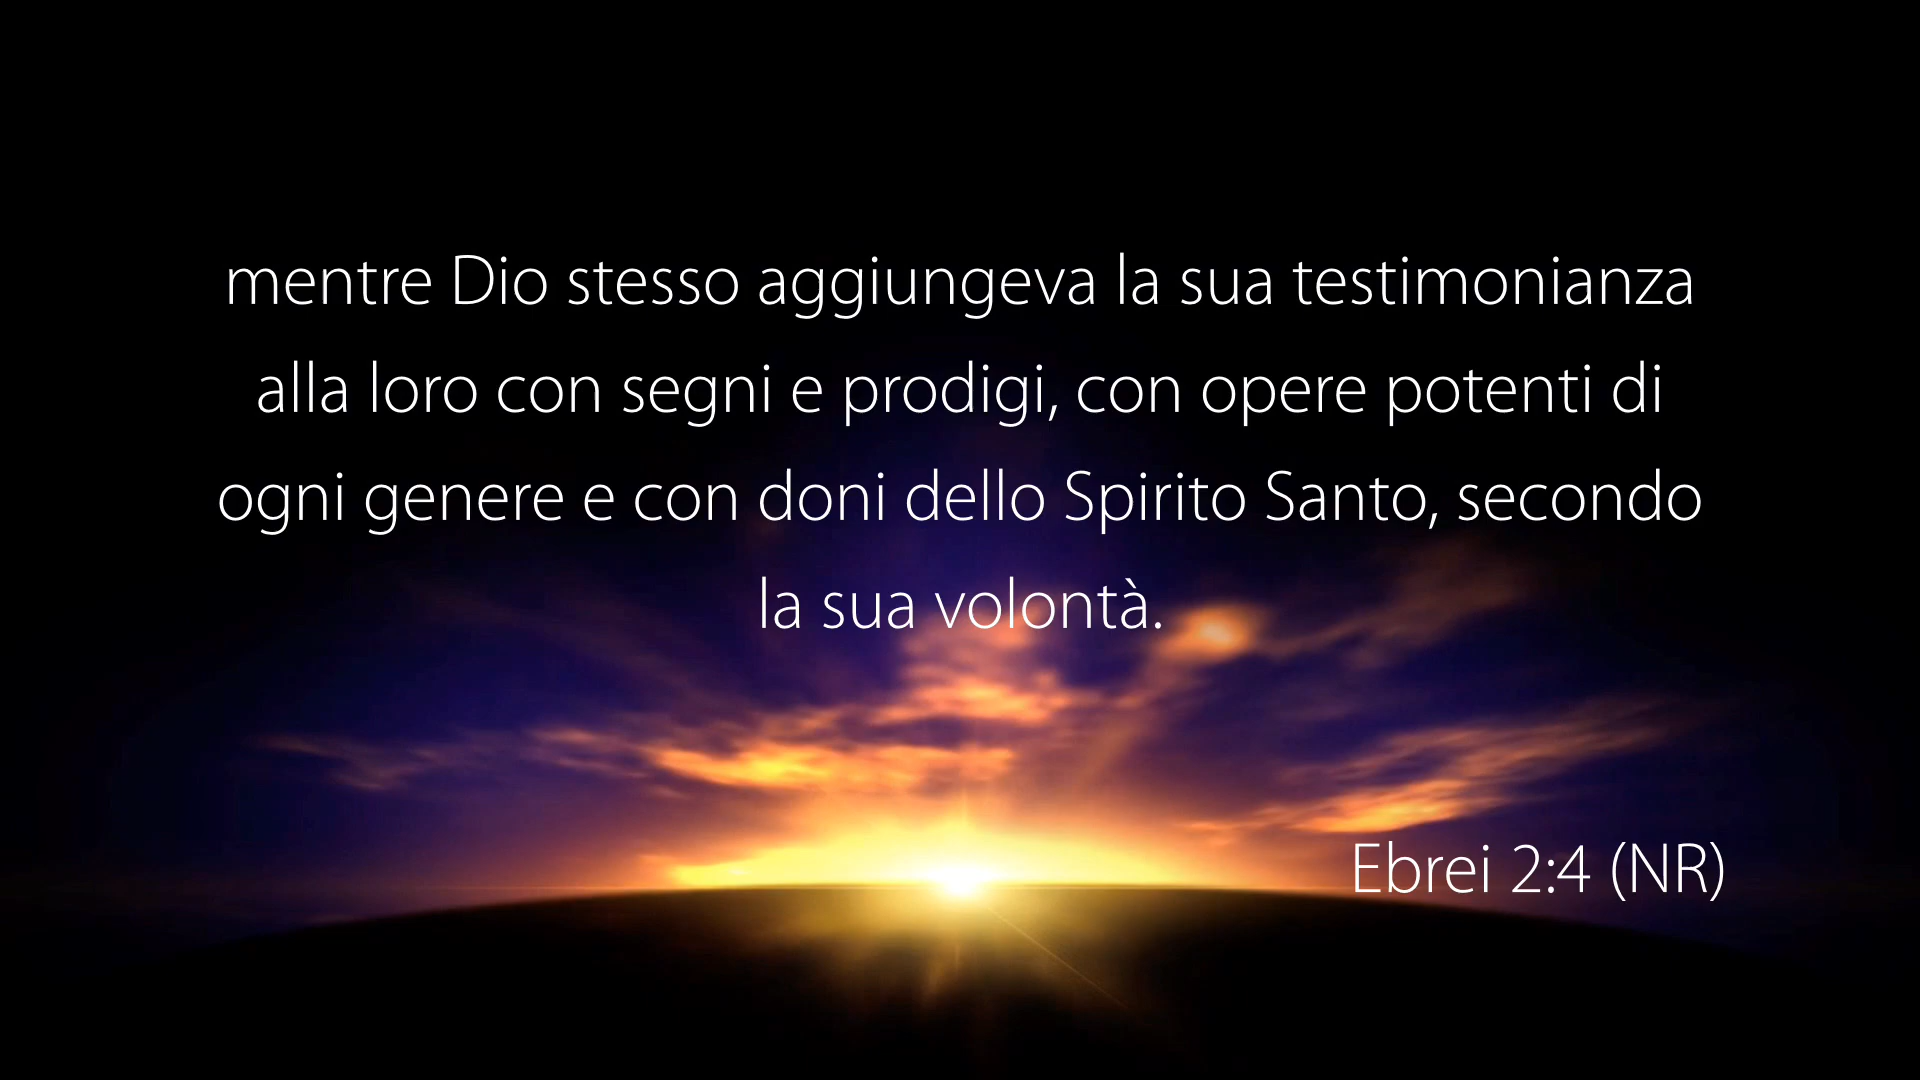 mentre Dio stesso aggiungeva la sua testimonianza
alla loro con segni e prodigi, con opere potenti di
ogni genere e con doni dello Spirito Santo, secondo
la sua volontà.
Ebrei 2:4 (NR)